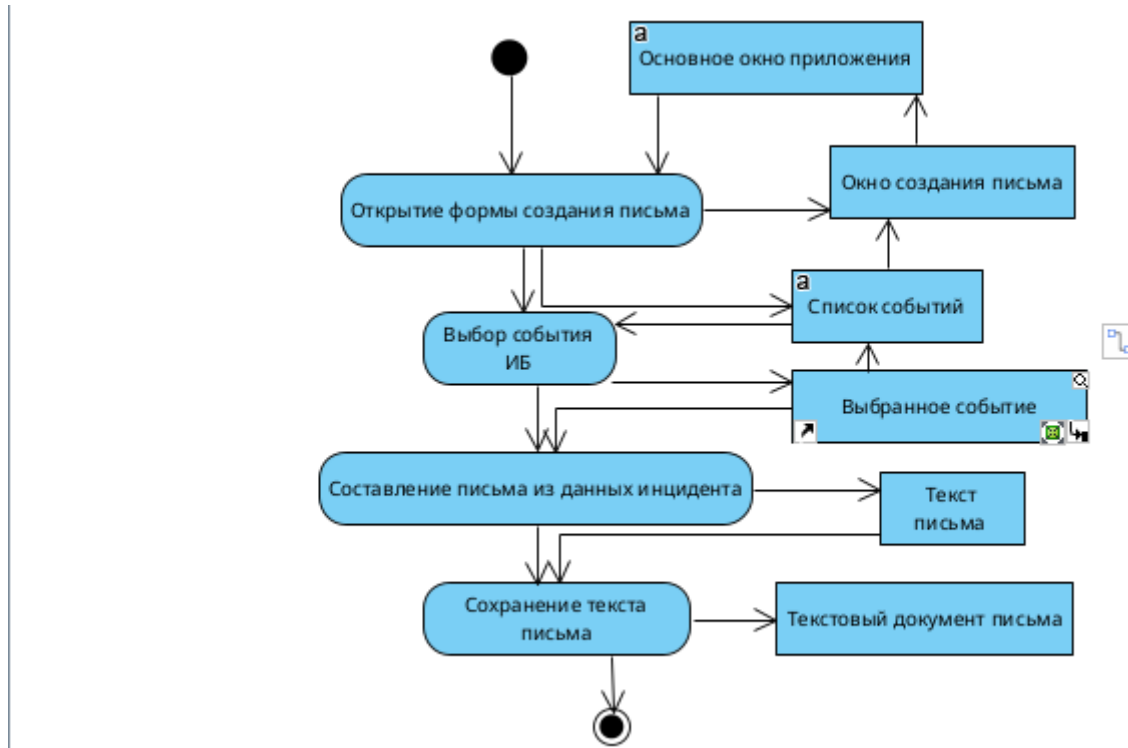 a
Основное окно приложения
Окно создания письма
Открытие формы создания письма
a
Список событий
Выбор события
ИБ
Выбранное событие
Составление письма из данных инцидента
Текст
письма
Сохранение текста
письма
Текстовый документ письма